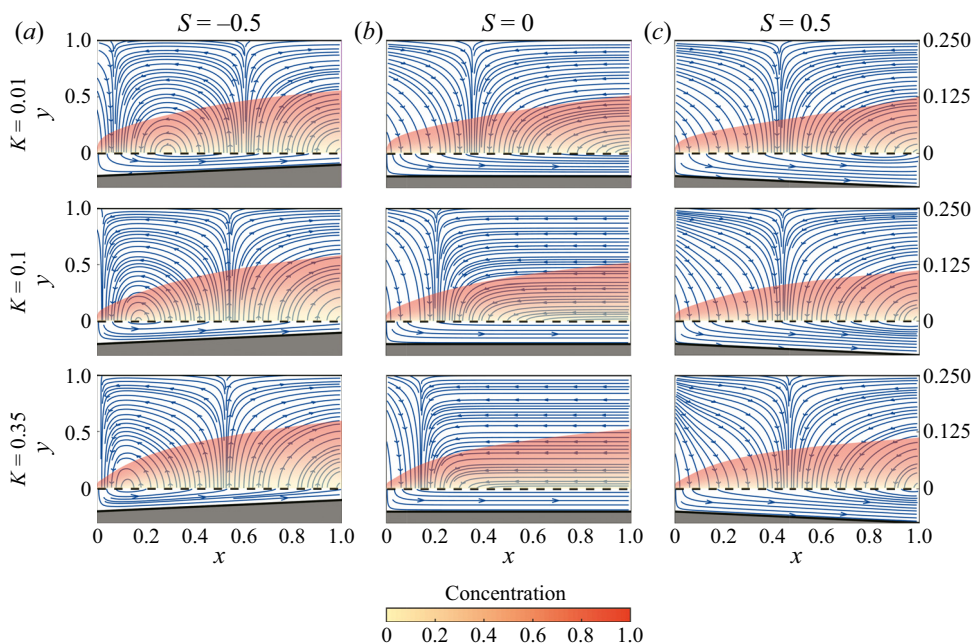 (a) S = –0.5 (b) S = 0 (c) S = 0.5
K = 0.01 y 1.0 0.5 0 0.250 0.125 0
K = 0.1 y 1.0 0.5 0 0.250 0.125 0
K = 0.35 y 1.0 0.5 0 0.250 0.125 0
0 0.2 0.4 0.6 0.8 1.0 0 0.2 0.4 0.6 0.8 1.0 0 0.2 0.4 0.6 0.8 1.0
x x x
Concentration
0 0.2 0.4 0.6 0.8 1.0